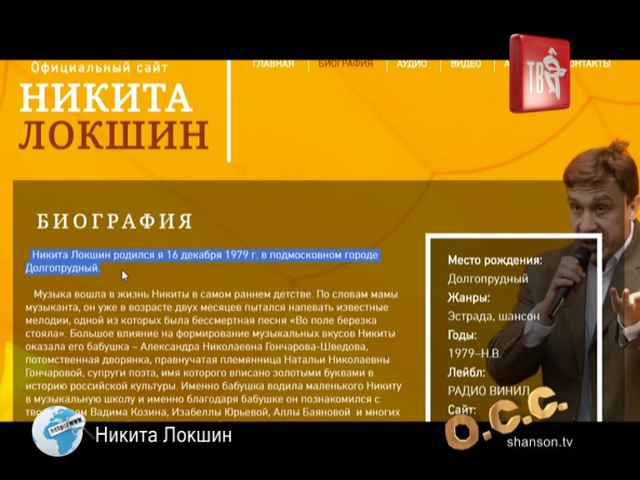 Официальный сайт
НИКИТА
ЛОКШИН
ГЛАВНАЯ БИОГРАФИЯ АУДИО ВИДЕО
ТВ
БИОГРАФИЯ
Никита Локшин родился я 16 декабря 1979 г. в подмосковном городе
Долгопрудный.
Музыка вошла в жизнь Никиты в самом раннем детстве. По словам мамы
музыканта, он уже в возрасте двух месяцев пытался напевать известные
мелодии, одной из которых была бессмертная песня «Во поле березка
стояла». Большое влияние на формирование музыкальных вкусов Никиты
оказала его бабушка – Александра Николаевна Гончарова-Шведова,
потомственная дворянка, правнучатая племянница Натальи Николаевны
Гончаровой, супруги поэта, имя которого вписано золотыми буквами в
историю российской культуры. Именно бабушка водила маленького Никиту
в музыкальную школу и именно благодаря бабушке он познакомился с
Вадима Козина, Изабеллы Юрьевой, Аллы Баяновой и многих
Место рождения:
Долгопрудный
Жанры:
Эстрада, шансон
Годы:
1979–Н.В.
Лейбл:
РАДИО ВИНИЛ
Сайт:
О.С.С.
shanson.tv
http://www.
Никита Локшин